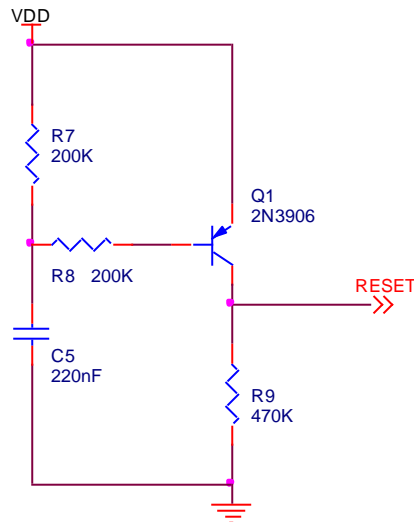 VDD
R7
200K
Q1
2N3906
R8 200K
RESET
C5
220nF
R9
470K